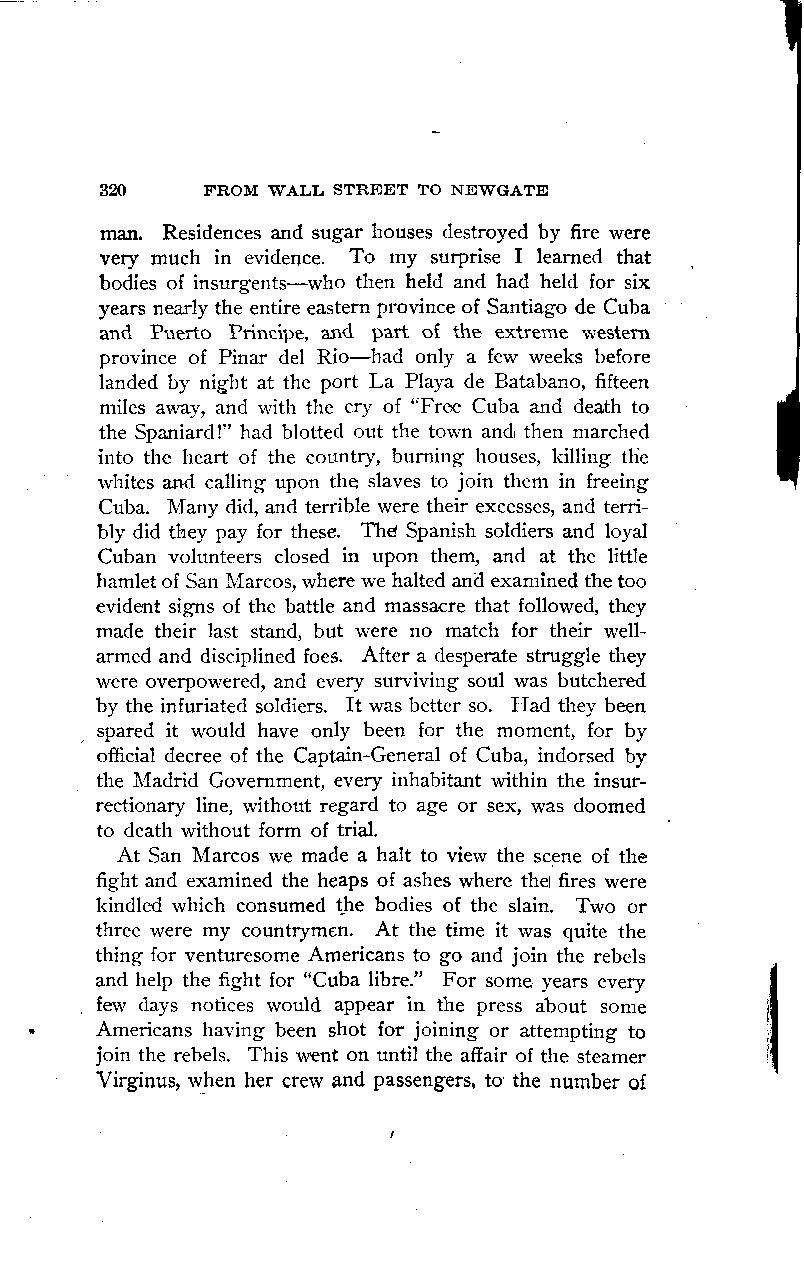 320 FROM WALL STREET TO NEWGATE
man. Residences and sugar houses destroyed by fire were
very much in evidence. To my surprise I learned that
bodies of insurgents—who then held and had held for six
years nearly the entire eastern province of Santiago de Cuba
and Puerto Principe, and part of the extreme western
province of Pinar del Rio—had only a few weeks before
landed by night at the port La Playa de Batabano, fifteen
miles away, and with the cry of "Free Cuba and death to
the Spaniard!" had blotted out the town and then marched
into the heart of the country, burning houses, killing the
whites and calling upon the slaves to join them in freeing
Cuba. Many did, and terrible were their excesses, and terri-
bly did they pay for these. The Spanish soldiers and loyal
Cuban volunteers closed in upon them, and at the little
hamlet of San Marcos, where we halted and examined the too
evident signs of the battle and massacre that followed, they
made their last stand, but were no match for their well-
armed and disciplined foes. After a desperate struggle they
were overpowered, and every surviving soul was butchered
by the infuriated soldiers. It was better so. Had they been
spared it would have only been for the moment, for by
official decree of the Captain-General of Cuba, indorsed by
the Madrid Government, every inhabitant within the insur-
rectionary line, without regard to age or sex, was doomed
to death without form of trial.
At San Marcos we made a halt to view the scene of the
fight and examined the heaps of ashes where the fires were
kindled which consumed the bodies of the slain. Two or
three were my countrymen. At the time it was quite the
thing for venturesome Americans to go and join the rebels
and help the fight for "Cuba libre." For some years every
few days notices would appear in the press about some
Americans having been shot for joining or attempting to
join the rebels. This went on until the affair of the steamer
Virginus, when her crew and passengers, to the number of